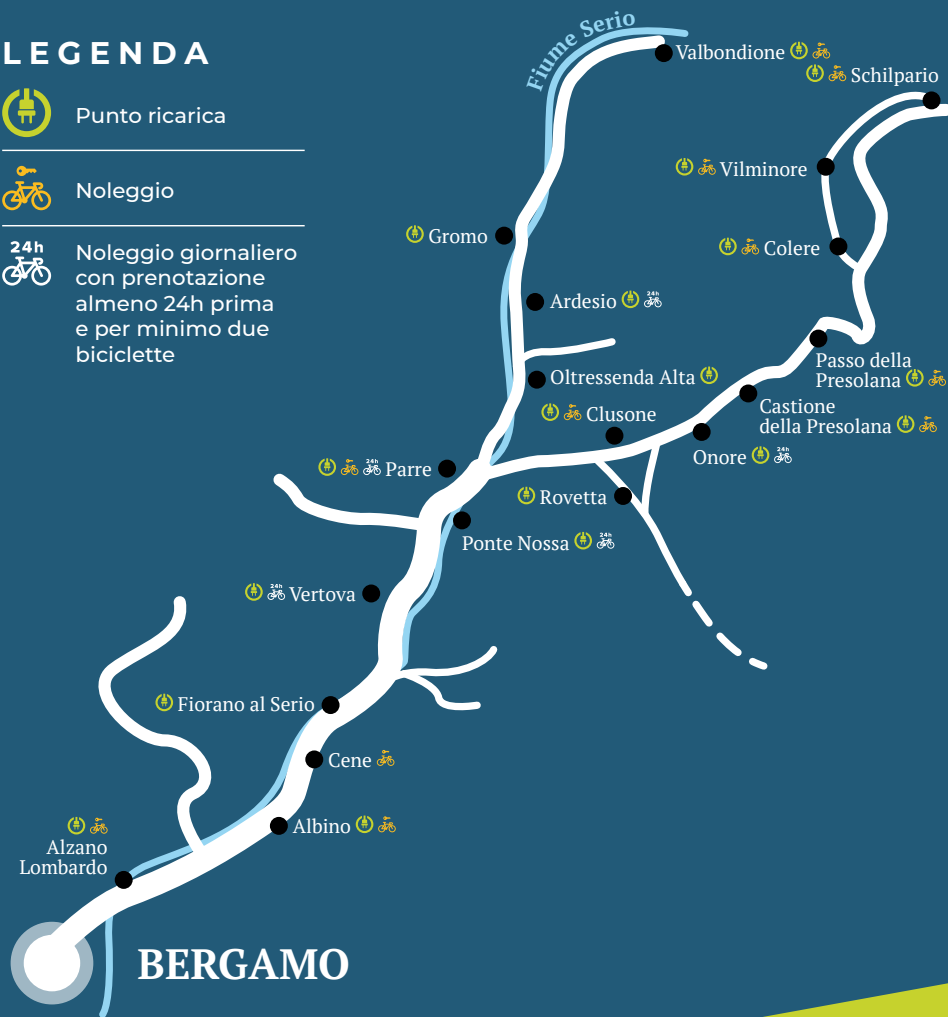 LEGENDA
Punto ricarica
Noleggio
24h
Noleggio giornaliero
con prenotazione
almeno 24h prima
e per minimo due
biciclette
Fiume Serio
Valbondione
Schilpario
Vilminore
Gromo
Colere
Ardesio 24h
Passo della
Presolana
Oltressenda Alta
Castione
della Presolana
Clusone
Onore 24h
24h Parre
Rovetta
Ponte Nossa 24h
24h Vertova
Fiorano al Serio
Cene
Albino
Alzano
Lombardo
BERGAMO